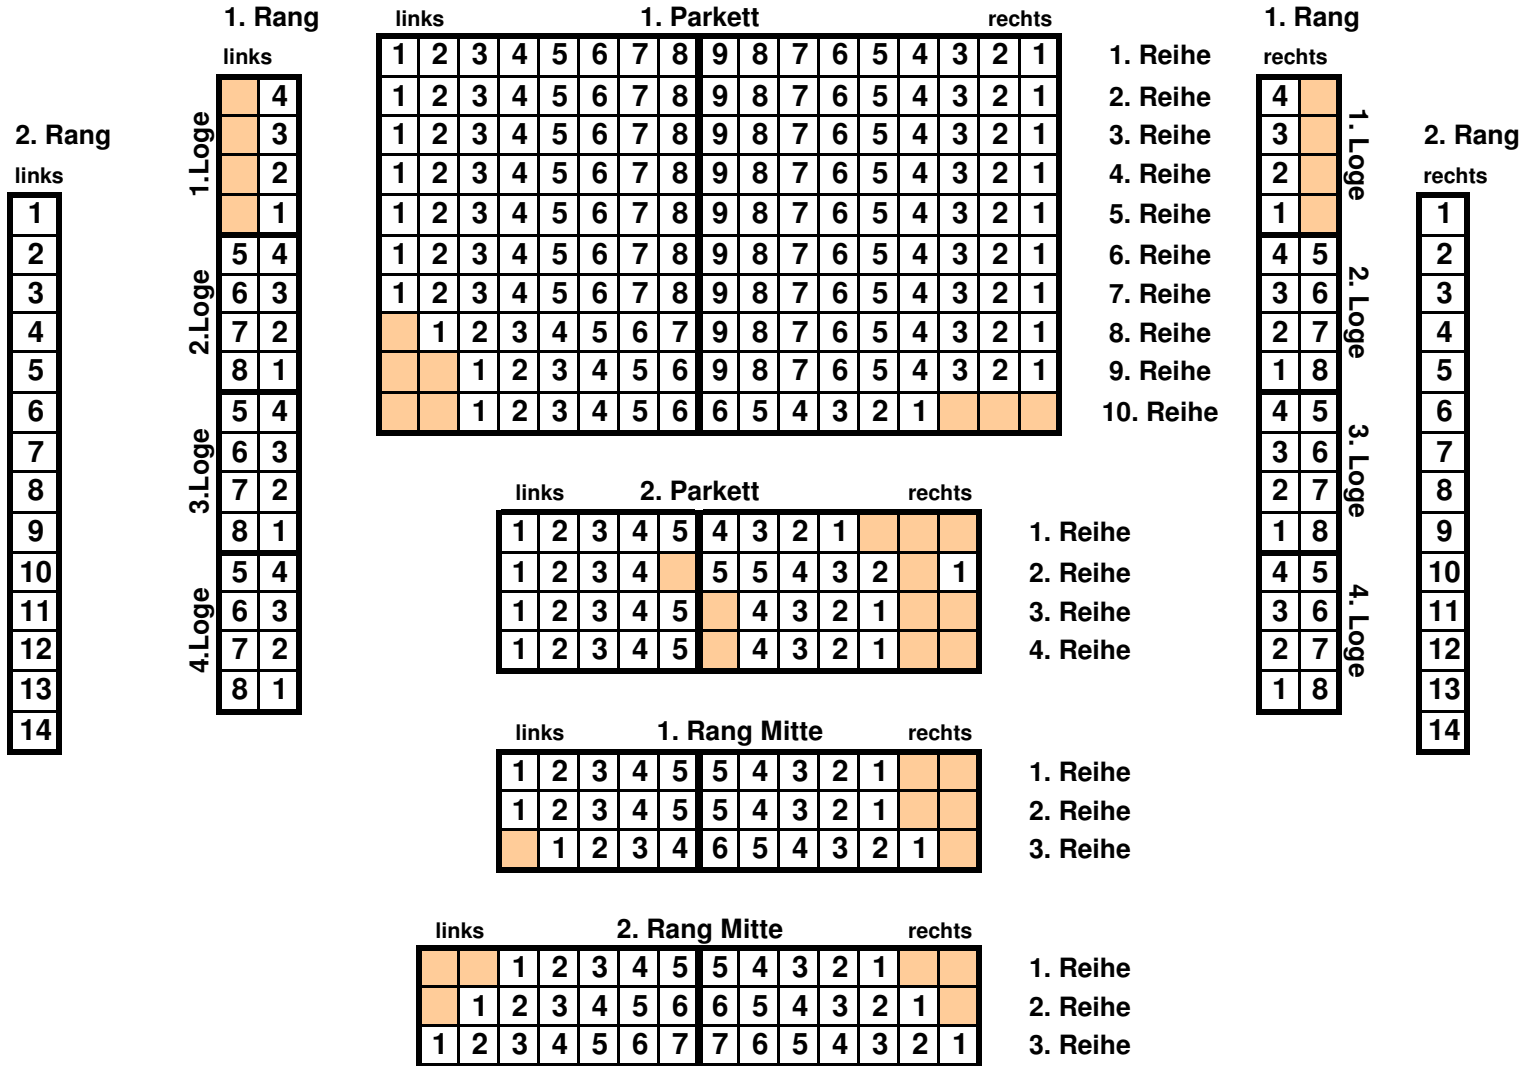 1. Rang
links
1. Parkett
rechts
1. Rang
links
1 2 3 4 5 6 7 8 9 8 7 6 5 4 3 2 1 1. Reihe
rechts
1 2 3 4 5 6 7 8 9 8 7 6 5 4 3 2 1 2. Reihe
1 2 3 4 5 6 7 8 9 8 7 6 5 4 3 2 1 3. Reihe
1 2 3 4 5 6 7 8 9 8 7 6 5 4 3 2 1 4. Reihe
1 2 3 4 5 6 7 8 9 8 7 6 5 4 3 2 1 5. Reihe
1 2 3 4 5 6 7 8 9 8 7 6 5 4 3 2 1 6. Reihe
1 2 3 4 5 6 7 8 9 8 7 6 5 4 3 2 1 7. Reihe
1 2 3 4 5 6 7 9 8 7 6 5 4 3 2 1 8. Reihe
1 2 3 4 5 6 9 8 7 6 5 4 3 2 1 9. Reihe
1 2 3 4 5 6 6 5 4 3 2 1 10. Reihe
2. Rang
links
1
2
3
4
5
6
7
8
9
10
11
12
13
14
1.Loge
4
3
2
1
2.Loge
5 4
6 3
7 2
8 1
3.Loge
5 4
6 3
7 2
8 1
4.Loge
5 4
6 3
7 2
8 1
links
2. Parkett
rechts
1 2 3 4 5 4 3 2 1 1. Reihe
1 2 3 4 5 5 4 3 2 1 2. Reihe
1 2 3 4 5 4 3 2 1 3. Reihe
1 2 3 4 5 4 3 2 1 4. Reihe
links
1. Rang Mitte
rechts
1 2 3 4 5 5 4 3 2 1 1. Reihe
1 2 3 4 5 5 4 3 2 1 2. Reihe
1 2 3 4 6 5 4 3 2 1 3. Reihe
links
2. Rang Mitte
rechts
1 2 3 4 5 5 4 3 2 1 1. Reihe
1 2 3 4 5 6 6 5 4 3 2 1 2. Reihe
1 2 3 4 5 6 7 7 6 5 4 3 2 1 3. Reihe
4
3
2
1
1. Loge
4 5
3 6
2 7
1 8
2. Loge
4 5
3 6
2 7
1 8
3. Loge
4 5
3 6
2 7
1 8
4. Loge
2. Rang
rechts
1
2
3
4
5
6
7
8
9
10
11
12
13
14